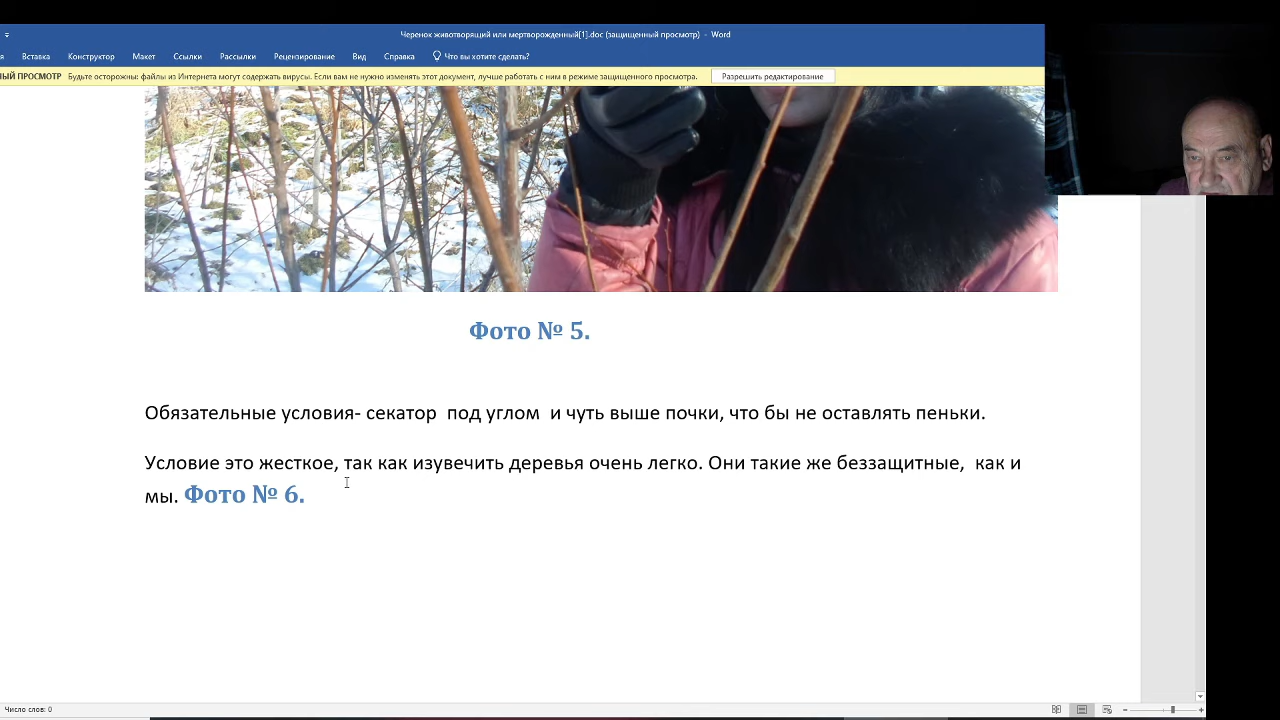 Черенок животворящий или мертворожденный[1].doc (защищенный просмотр) - Word
Вставка Конструктор Макет Ссылки Рассылки Рецензирование Вид Справка Что вы хотите сделать?
ЫЙ ПРОСМОТР Будьте осторожны: файлы из Интернета могут содержать вирусы. Если вам не нужно изменять этот документ, лучше работать с ним в режиме защищенного просмотра. Разрешить редактирование
Фото № 5.
Обязательные условия- секатор под углом и чуть выше почки, что бы не оставлять пеньки.
Условие это жесткое, так как изувечить деревья очень легко. Они такие же беззащитные, как и
мы. Фото № 6.
Число слов: 0